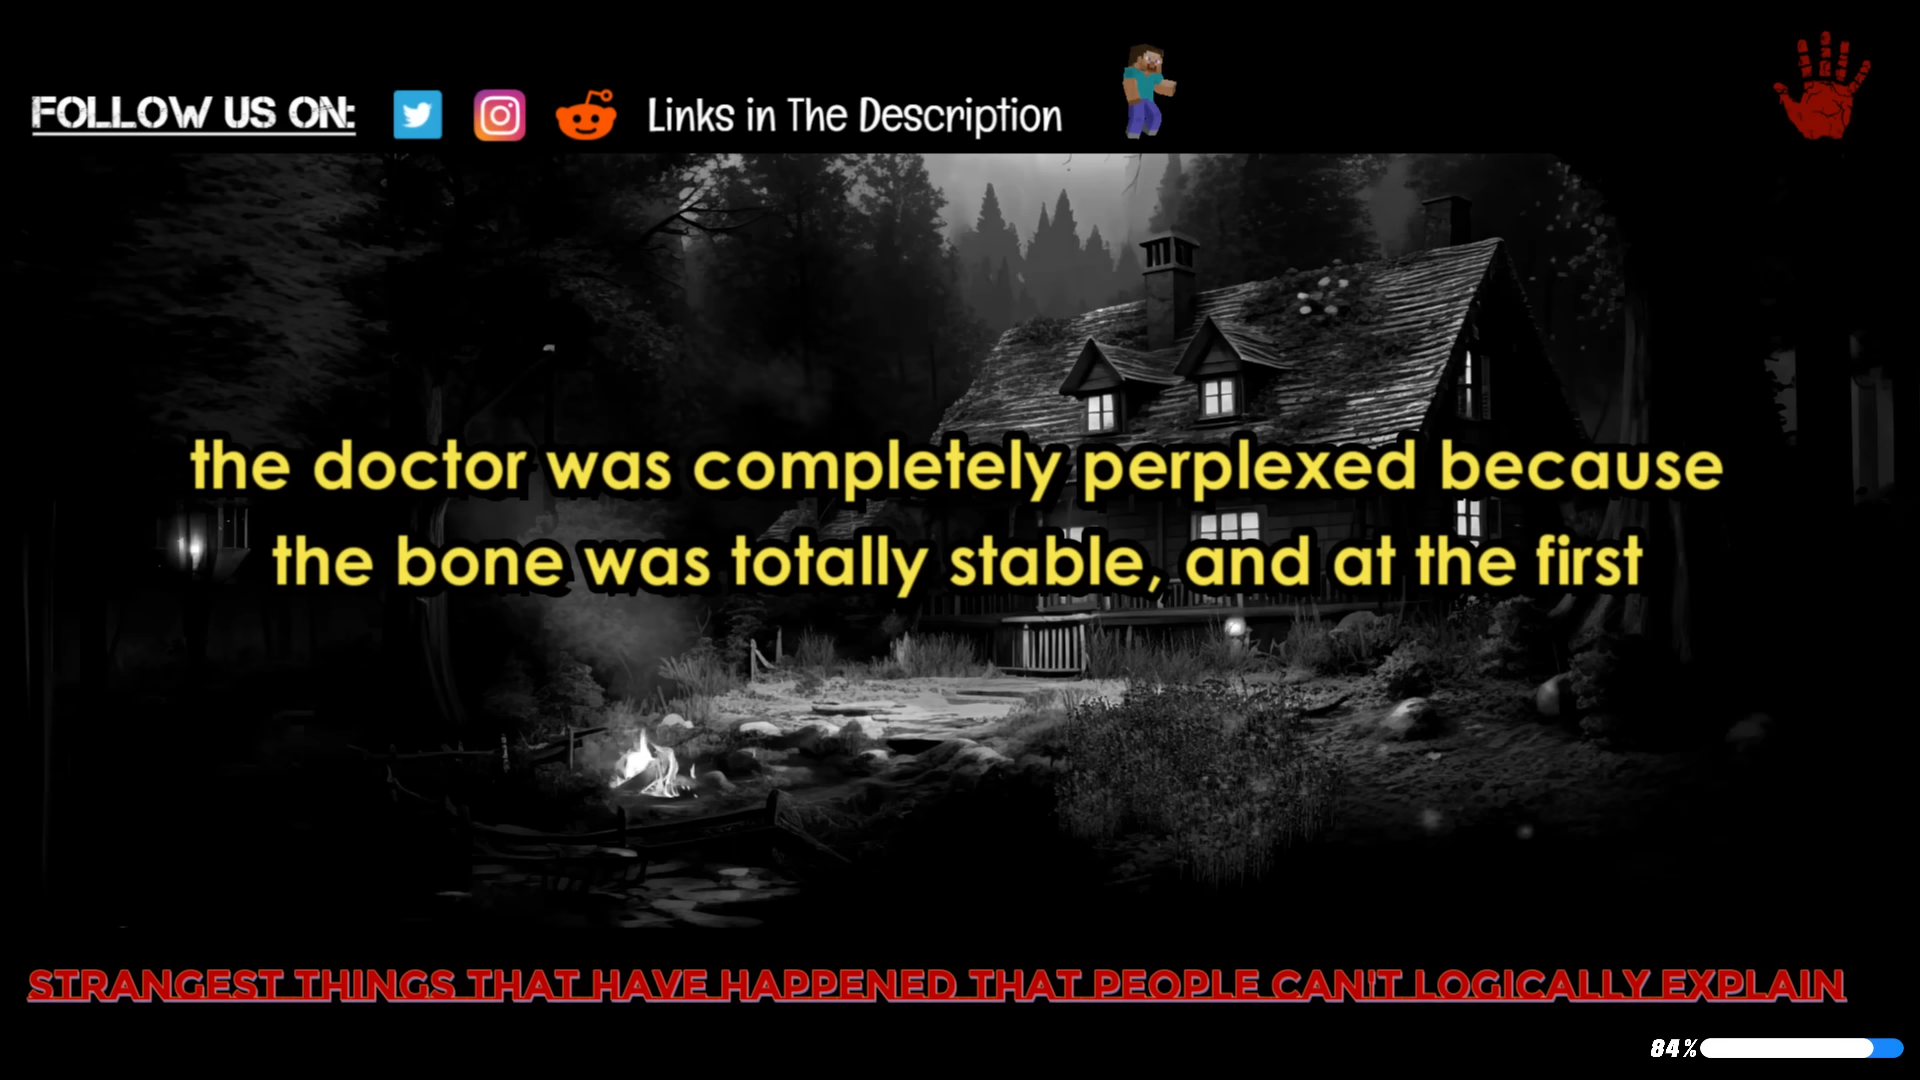 FOLLOW US ON: Links in The Description
the doctor was completely perplexed because
the bone was totally stable, and at the first
STRANGEST THINGS THAT HAVE HAPPENED THAT PEOPLE CAN'T LOGICALLY EXPLAIN
84%